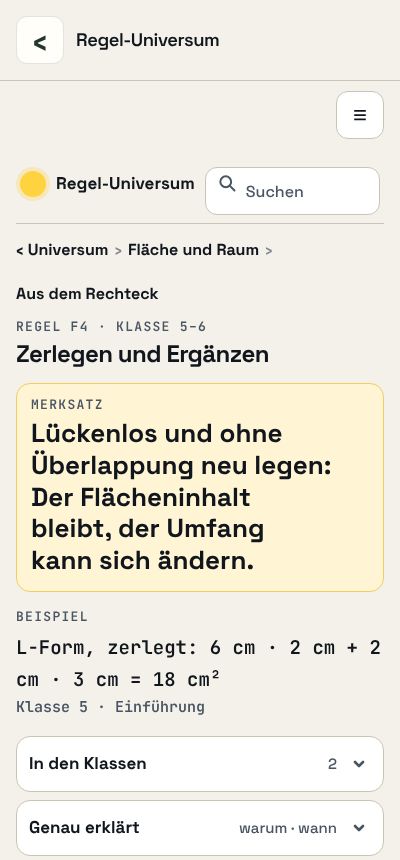 < Regel-Universum
≡
Regel-Universum Suchen
< Universum > Fläche und Raum >
Aus dem Rechteck
REGEL F4 · KLASSE 5–6
Zerlegen und Ergänzen
MERKSATZ
Lückenlos und ohne
Überlappung neu legen:
Der Flächeninhalt
bleibt, der Umfang
kann sich ändern.
BEISPIEL
L-Form, zerlegt: 6 cm · 2 cm + 2
cm · 3 cm = 18 cm²
Klasse 5 · Einführung
In den Klassen 2
Genau erklärt warum · wann